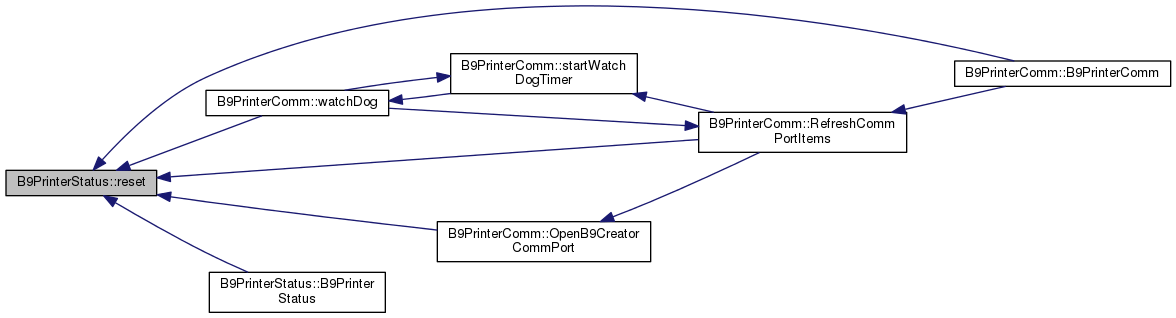 B9PrinterComm::startWatch
DogTimer
B9PrinterComm::B9PrinterComm
B9PrinterComm::watchDog
B9PrinterComm::RefreshComm
PortItems
B9PrinterStatus::reset
B9PrinterComm::OpenB9Creator
CommPort
B9PrinterStatus::B9Printer
Status